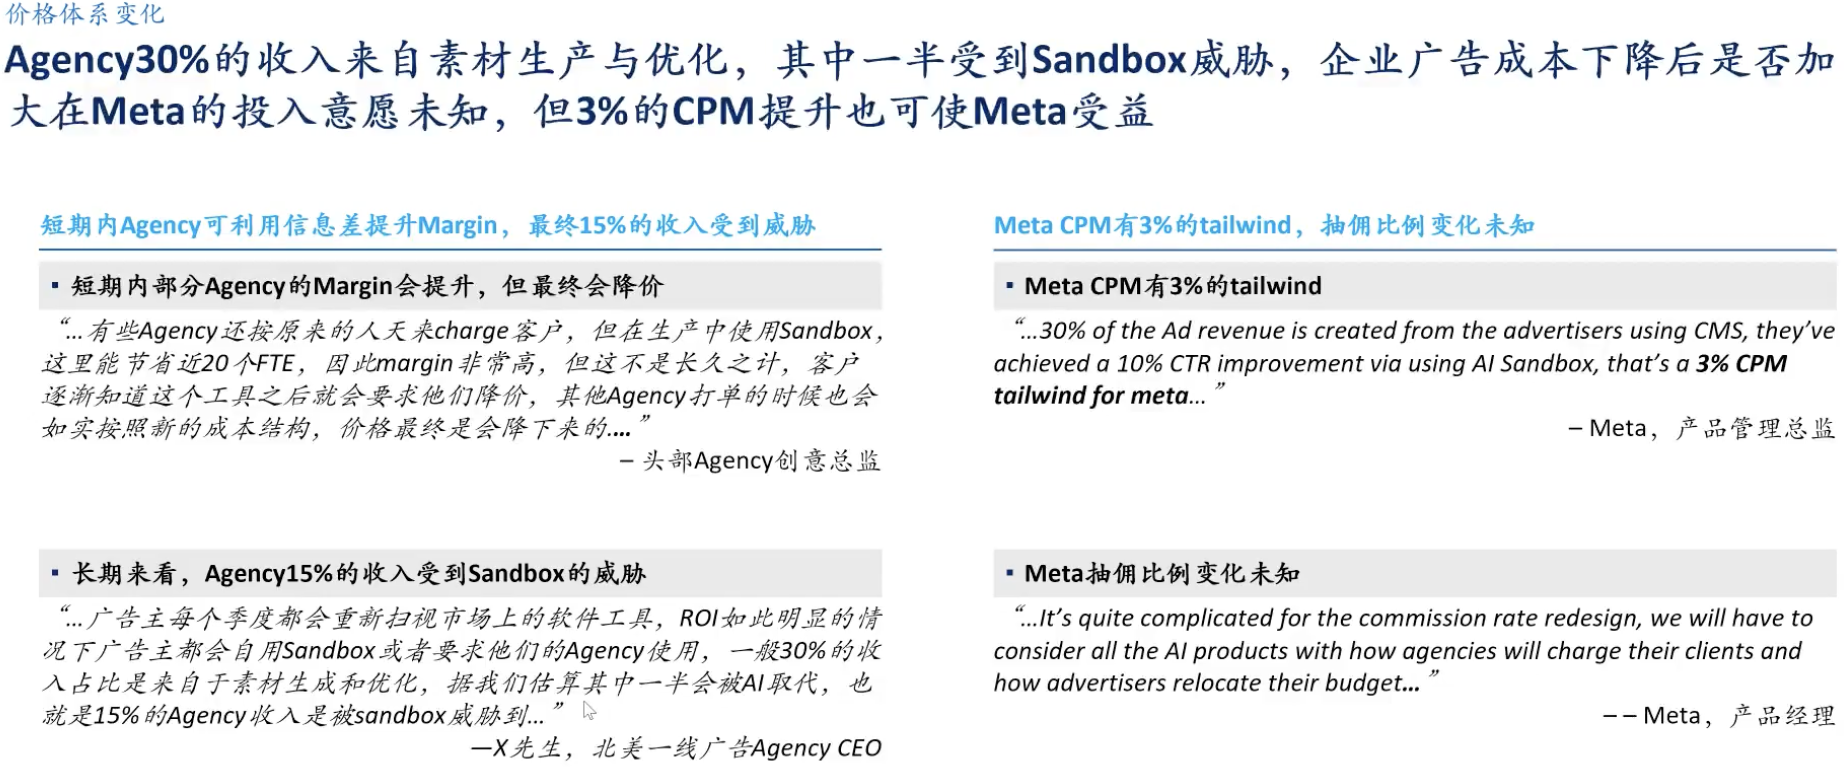 价格体系变化
Agency30%的收入来自素材生产与优化，其中一半受到Sandbox威胁，企业广告成本下降后是否加
大在Meta的投入意愿未知，但3%的CPM提升也可使Meta受益
短期内Agency可利用信息差提升Margin，最终15%的收入受到威胁
▪ 短期内部分Agency的Margin会提升，但最终会降价
“…有些Agency还按原来的人天来charge客户，但在生产中使用Sandbox，
这里能节省近20个FTE，因此margin非常高，但这不是长久之计，客户
逐渐知道这个工具之后就会要求他们降价，其他Agency打单的时候也会
如实按照新的成本结构，价格最终是会降下来的.…”
– 头部Agency创意总监
▪ 长期来看，Agency15%的收入受到Sandbox的威胁
“…广告主每个季度都会重新扫视市场上的软件工具，ROI如此明显的情
况下广告主都会自用Sandbox或者要求他们的Agency使用，一般30%的收
入占比是来自于素材生成和优化，据我们估算其中一半会被AI取代，也
就是15%的Agency收入是被sandbox威胁到…”
—X先生，北美一线广告Agency CEO
Meta CPM有3%的tailwind，抽佣比例变化未知
▪ Meta CPM有3%的tailwind
“…30% of the Ad revenue is created from the advertisers using CMS, they’ve
achieved a 10% CTR improvement via using AI Sandbox, that’s a 3% CPM
tailwind for meta…”
– Meta，产品管理总监
▪ Meta抽佣比例变化未知
“…It’s quite complicated for the commission rate redesign, we will have to
consider all the AI products with how agencies will charge their clients and
how advertisers relocate their budget…”
– – Meta，产品经理